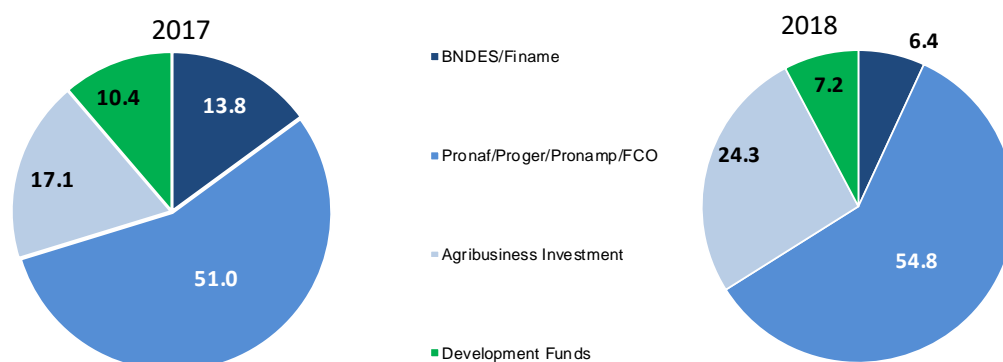 2017
10.4
13.8
17.1
51.0
BNDES/Finame
Pronaf/Proger/Pronamp/FCO
Agribusiness Investment
Development Funds
2018
6.4
7.2
24.3
54.8